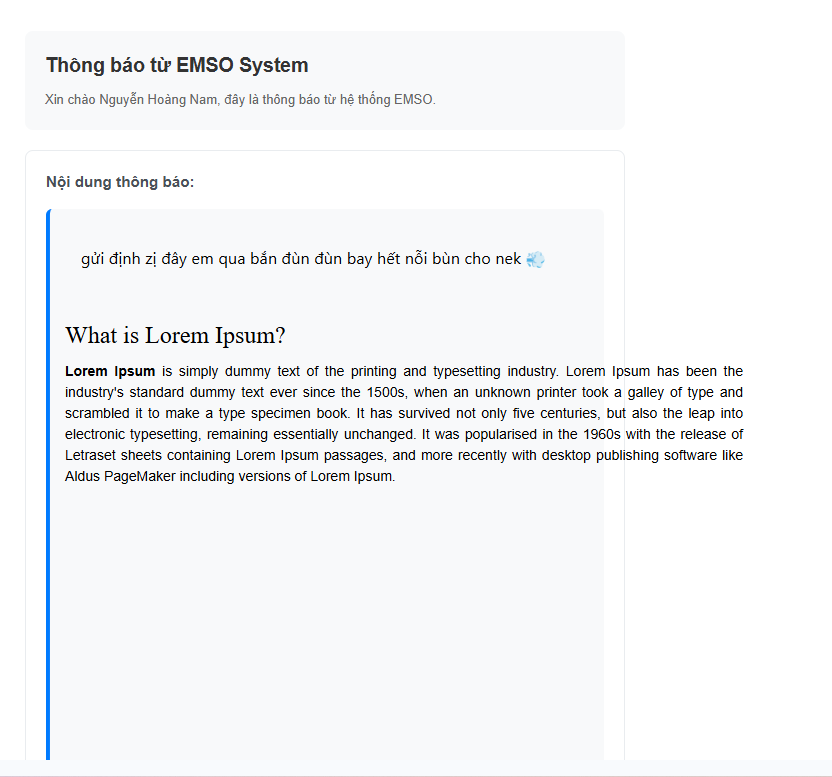 Thông báo từ EMSO System
Xin chào Nguyễn Hoàng Nam, đây là thông báo từ hệ thống EMSO.
Nội dung thông báo:
gửi định zị đây em qua bắn đùn đùn bay hết nỗi bùn cho nek 💨
What is Lorem Ipsum?
Lorem Ipsum is simply dummy text of the printing and typesetting industry. Lorem Ipsum has been the
industry's standard dummy text ever since the 1500s, when an unknown printer took a galley of type and
scrambled it to make a type specimen book. It has survived not only five centuries, but also the leap into
electronic typesetting, remaining essentially unchanged. It was popularised in the 1960s with the release of
Letraset sheets containing Lorem Ipsum passages, and more recently with desktop publishing software like
Aldus PageMaker including versions of Lorem Ipsum.